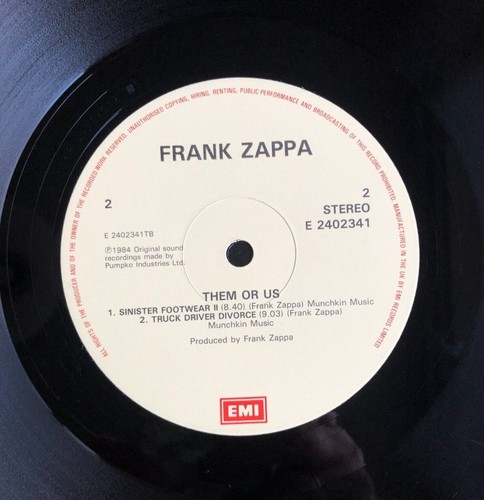 ALL RIGHTS OF THE PRODUCER AND OF THE OWNER OF THE RECORDED WORK RESERVED. UNAUTHORISED COPYING, HIRING, RENTING, PUBLIC PERFORMANCE AND BROADCASTING OF THIS RECORD PROHIBITED. MANUFACTURED IN THE UK BY EMI RECORDS LIMITED
FRANK ZAPPA
2
2
STEREO
E 2402341TB
E 2402341
℗1984 Original sound
recordings made by
Pumpko Industries Ltd.
THEM OR US
1. SINISTER FOOTWEAR II (8.40) (Frank Zappa) Munchkin Music
2. TRUCK DRIVER DIVORCE (9.03) (Frank Zappa)
Munchkin Music
Produced by Frank Zappa
EMI